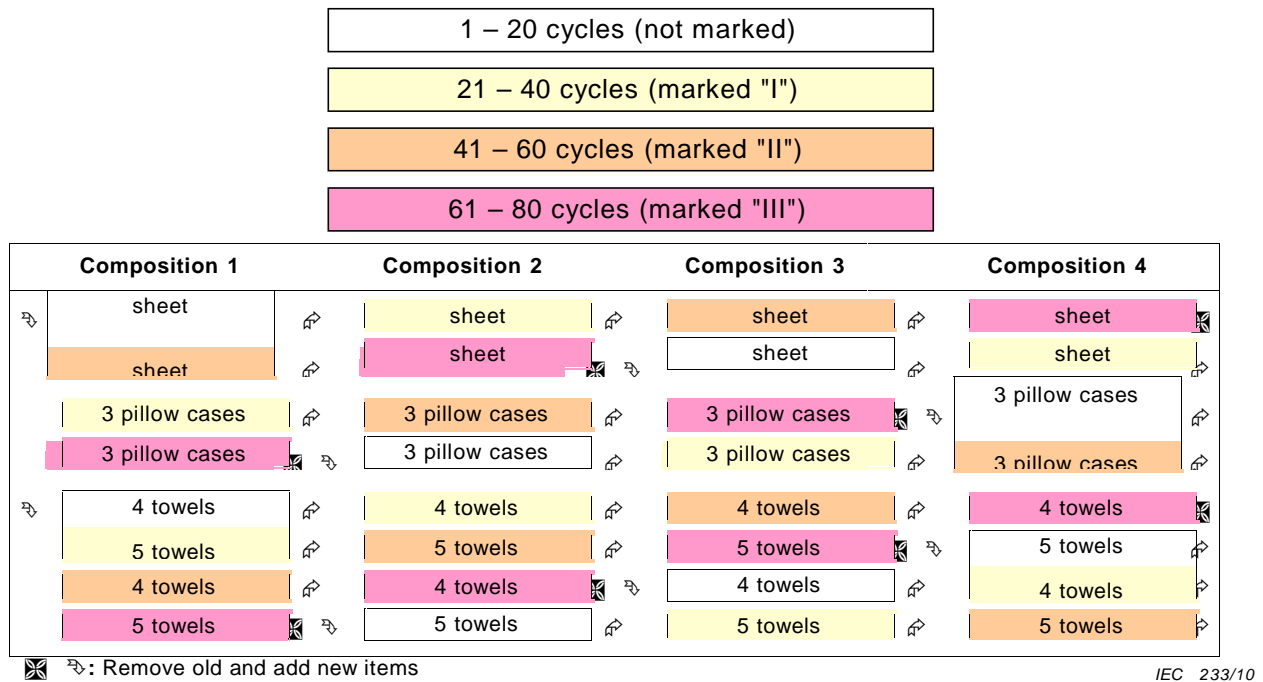 1 – 20 cycles (not marked)
21 – 40 cycles (marked "I")
41 – 60 cycles (marked "II")
61 – 80 cycles (marked "III")
Composition 1 Composition 2 Composition 3 Composition 4
sheet sheet sheet sheet
sheet sheet sheet sheet
3 pillow cases 3 pillow cases 3 pillow cases 3 pillow cases
3 pillow cases 3 pillow cases 3 pillow cases 3 pillow cases
4 towels 4 towels 4 towels 4 towels
5 towels 5 towels 5 towels 5 towels
4 towels 4 towels 4 towels 4 towels
5 towels 5 towels 5 towels 5 towels
: Remove old and add new items
IEC 233/10